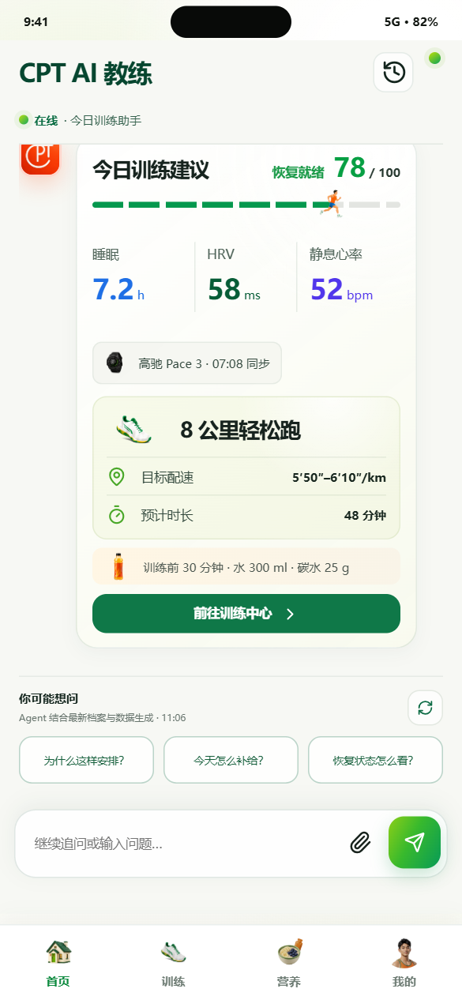 9:41
5G • 82%
CPT AI 教练
在线 · 今日训练助手
今日训练建议
恢复就绪 78 / 100
睡眠
HRV
静息心率
7.2 h
58 ms
52 bpm
高驰 Pace 3 · 07:08 同步
8 公里轻松跑
目标配速
5′50″–6′10″/km
预计时长
48 分钟
训练前 30 分钟 · 水 300 ml · 碳水 25 g
前往训练中心
你可能想问
Agent 结合最新档案与数据生成 · 11:06
为什么这样安排?
今天怎么补给?
恢复状态怎么看?
继续追问或输入问题...
首页
训练
营养
我的